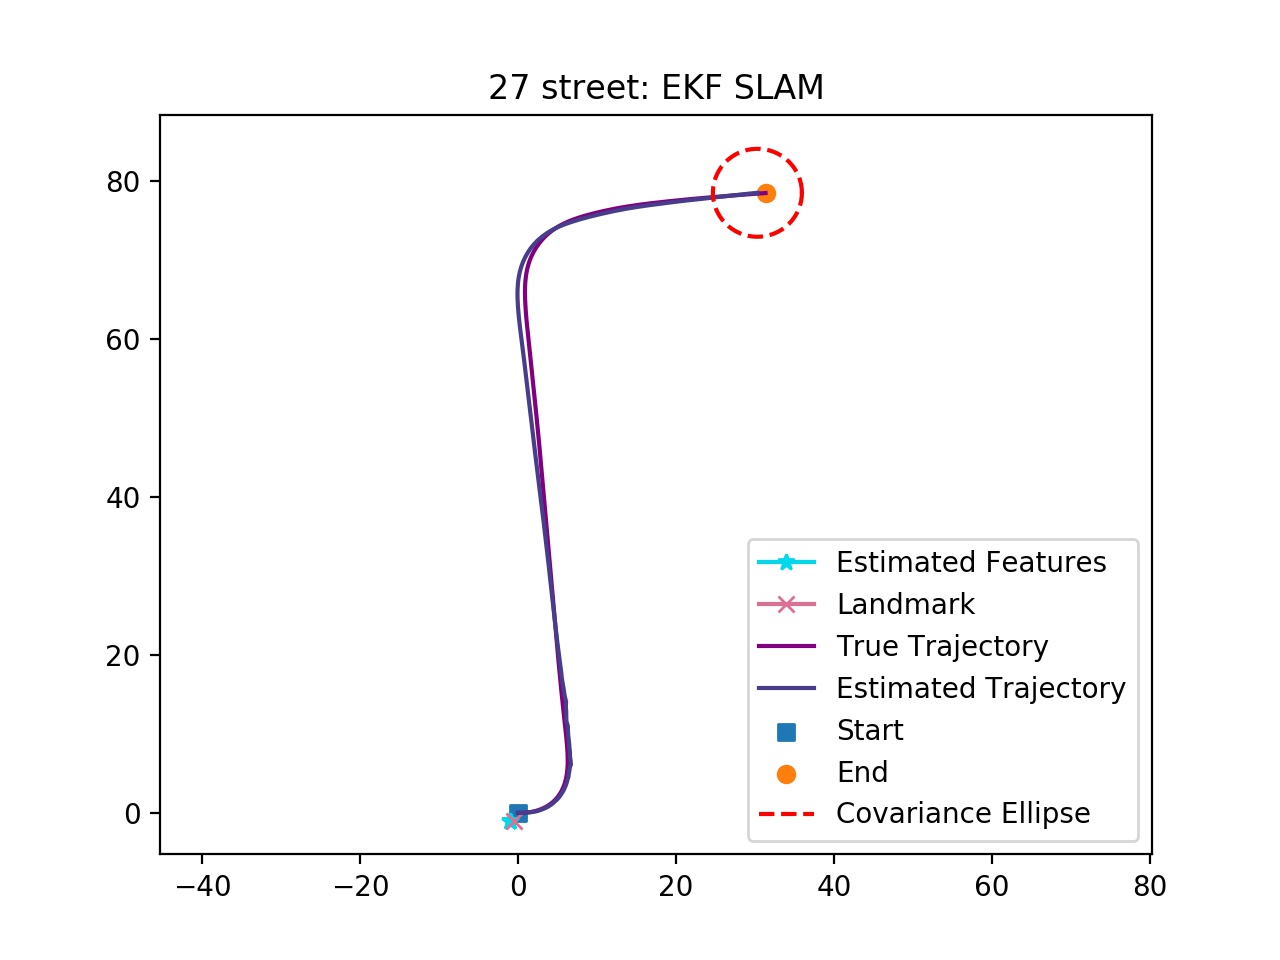 27 street: EKF SLAM
80
60
40
20
0
−40 −20 0 20 40 60 80
Estimated Features
Landmark
True Trajectory
Estimated Trajectory
Start
End
Covariance Ellipse